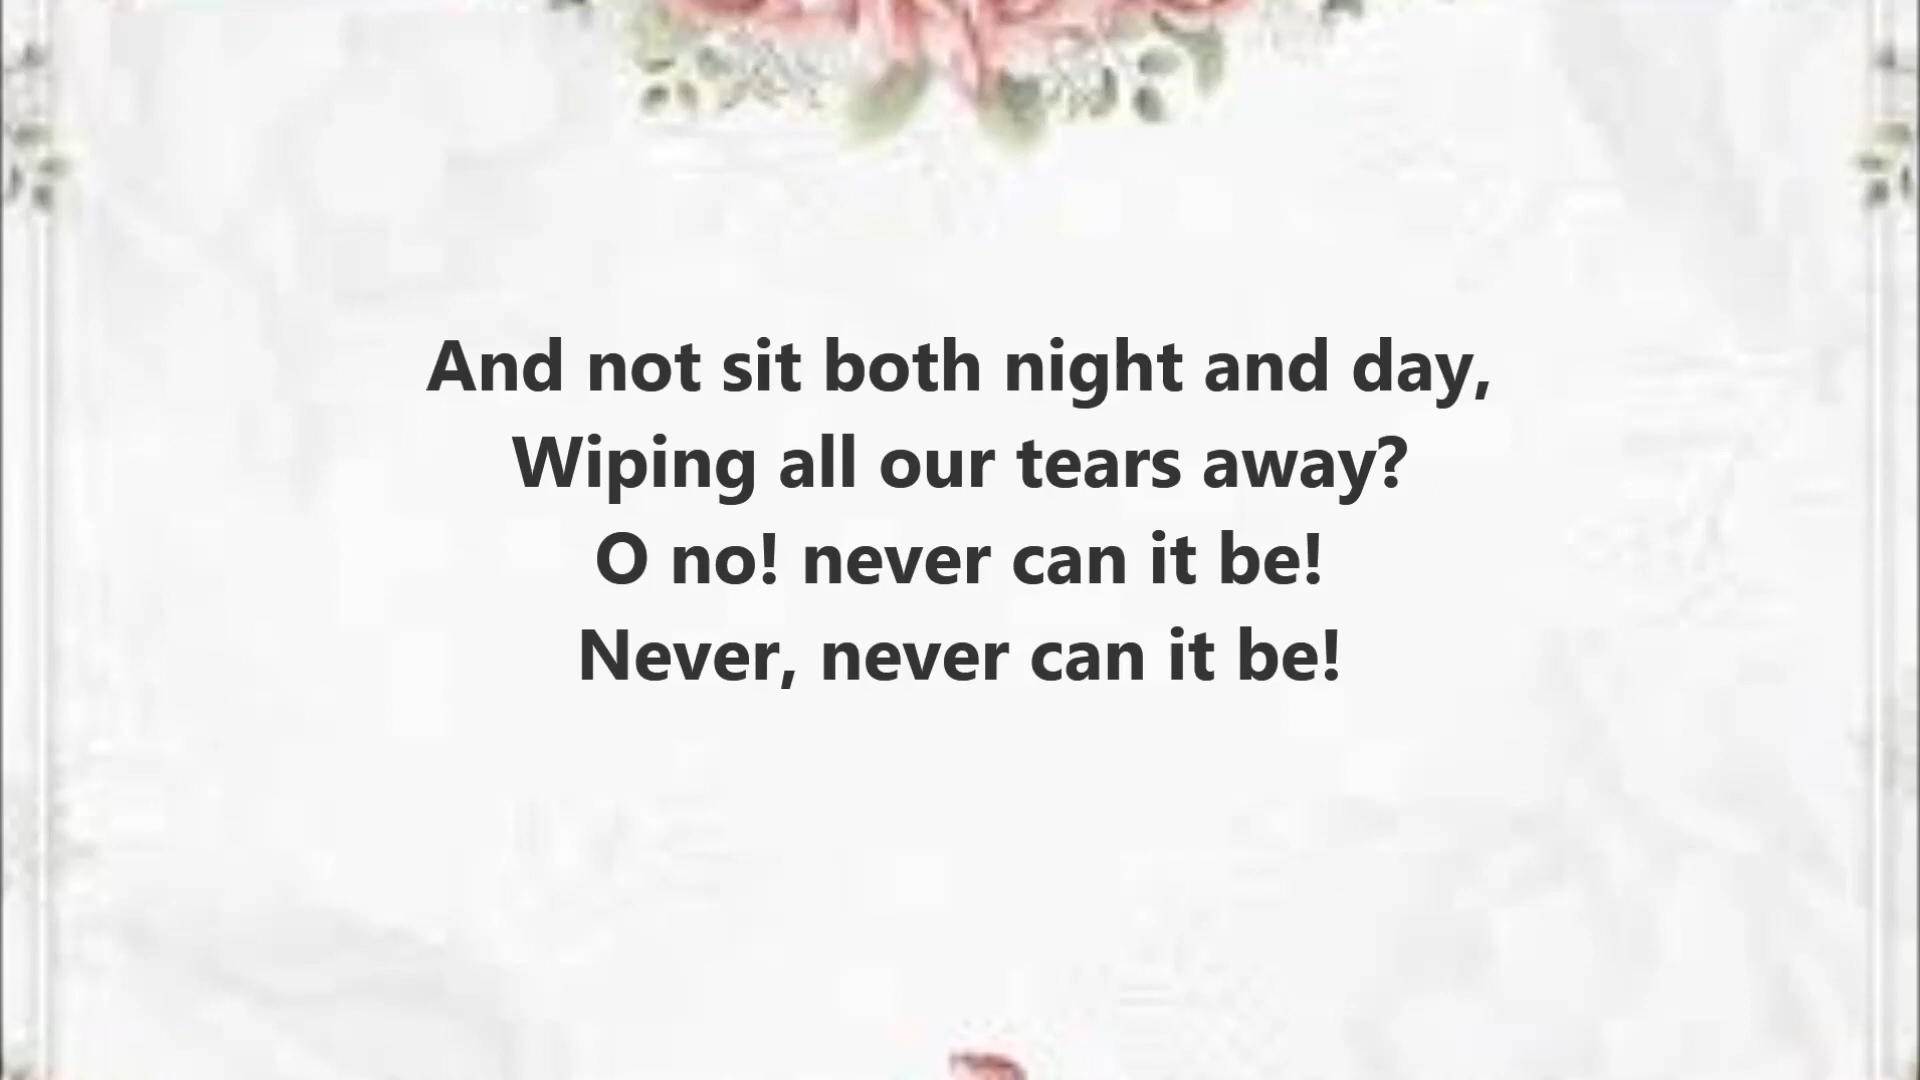 And not sit both night and day,
Wiping all our tears away?
O no! never can it be!
Never, never can it be!